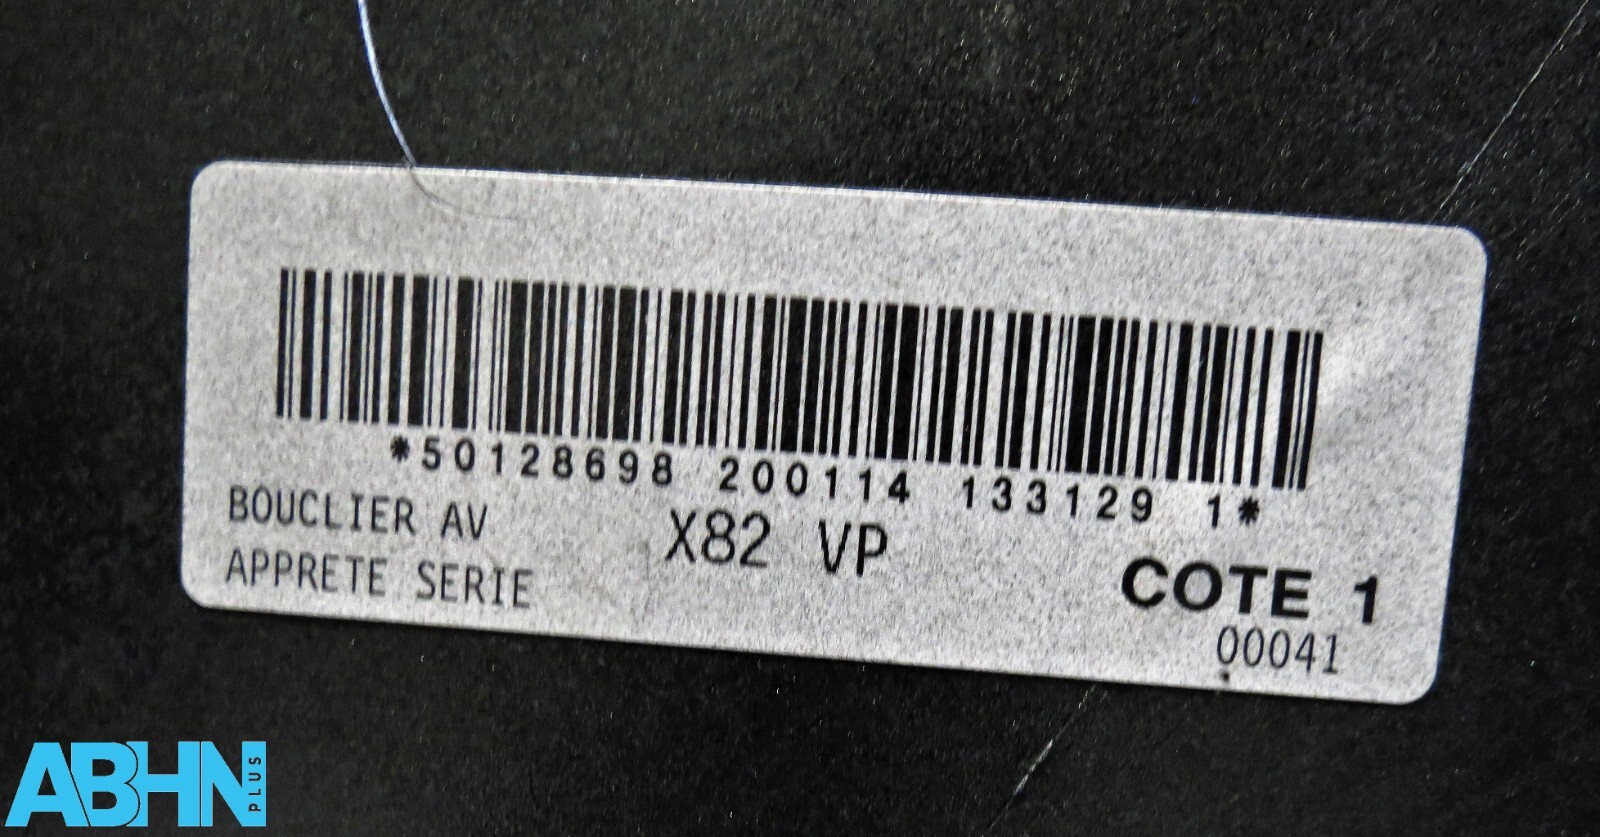 *50128698 200114 133129 1*
BOUCLIER AV
APPRETE SERIE
X82 VP
COTE 1
00041
ABHN PLUS